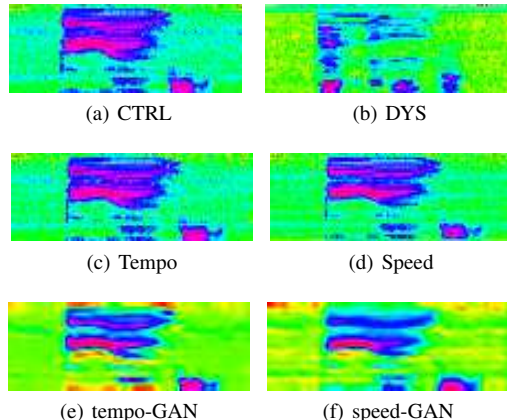 (a) CTRL
(b) DYS
(c) Tempo
(d) Speed
(e) tempo-GAN
(f) speed-GAN